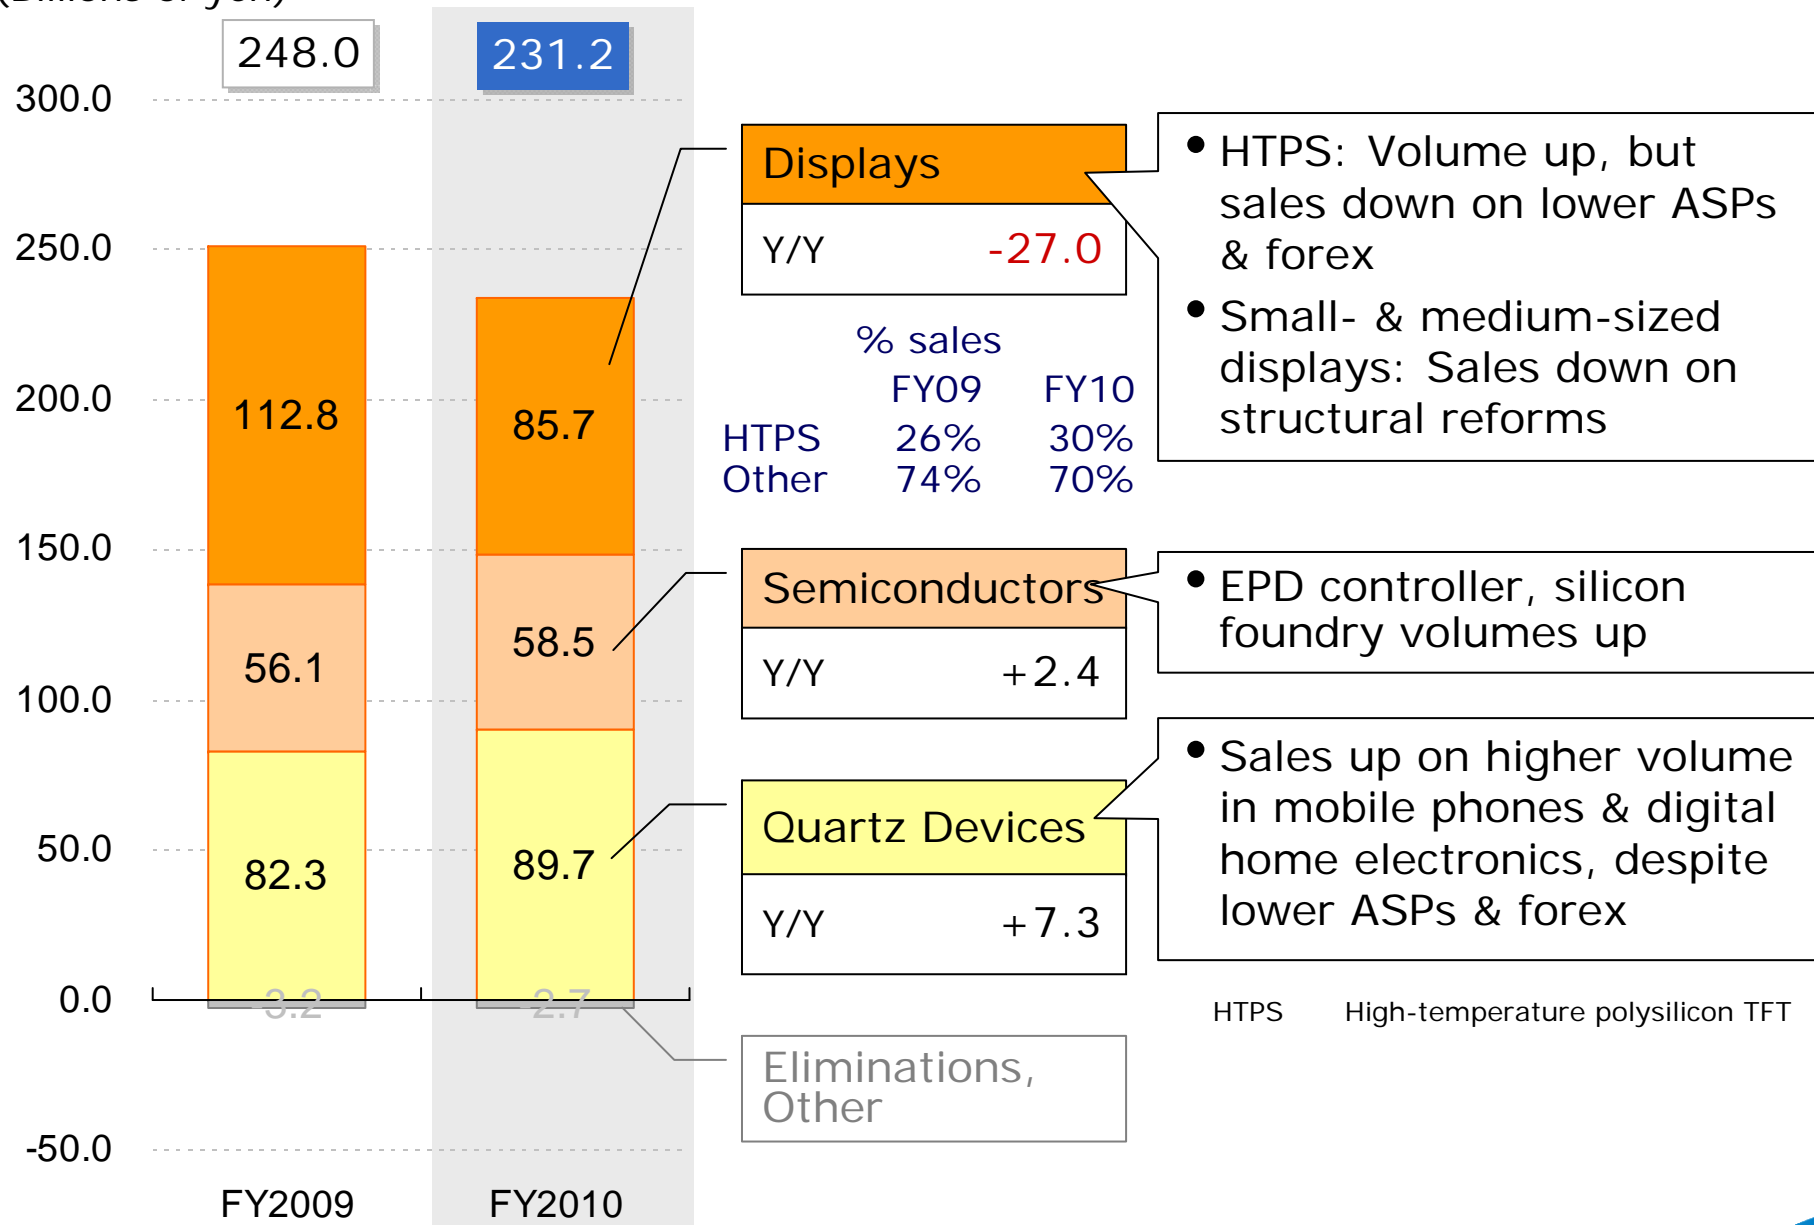 (Billions of yen)
248.0
231.2
300.0
250.0
200.0
150.0
100.0
50.0
0.0
-50.0
112.8
56.1
82.3
-3.2
85.7
58.5
89.7
-2.7
FY2009
FY2010
Displays
Y/Y -27.0
% sales
FY09 FY10
HTPS 26% 30%
Other 74% 70%
• HTPS: Volume up, but
sales down on lower ASPs
& forex
• Small- & medium-sized
displays: Sales down on
structural reforms
Semiconductors
Y/Y +2.4
• EPD controller, silicon
foundry volumes up
Quartz Devices
Y/Y +7.3
• Sales up on higher volume
in mobile phones & digital
home electronics, despite
lower ASPs & forex
HTPS High-temperature polysilicon TFT
Eliminations,
Other